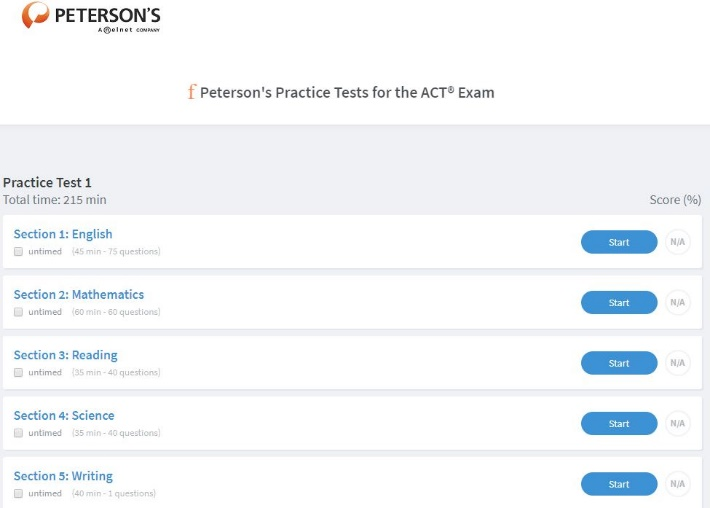 PETERSON'S
A nelnet COMPANY
f Peterson's Practice Tests for the ACT® Exam
Practice Test 1
Total time: 215 min
Score (%)
Section 1: English
untimed (45 min - 75 questions)
Start
N/A
Section 2: Mathematics
untimed (60 min - 60 questions)
Start
N/A
Section 3: Reading
untimed (35 min - 40 questions)
Start
N/A
Section 4: Science
untimed (35 min - 40 questions)
Start
N/A
Section 5: Writing
untimed (40 min - 1 questions)
Start
N/A